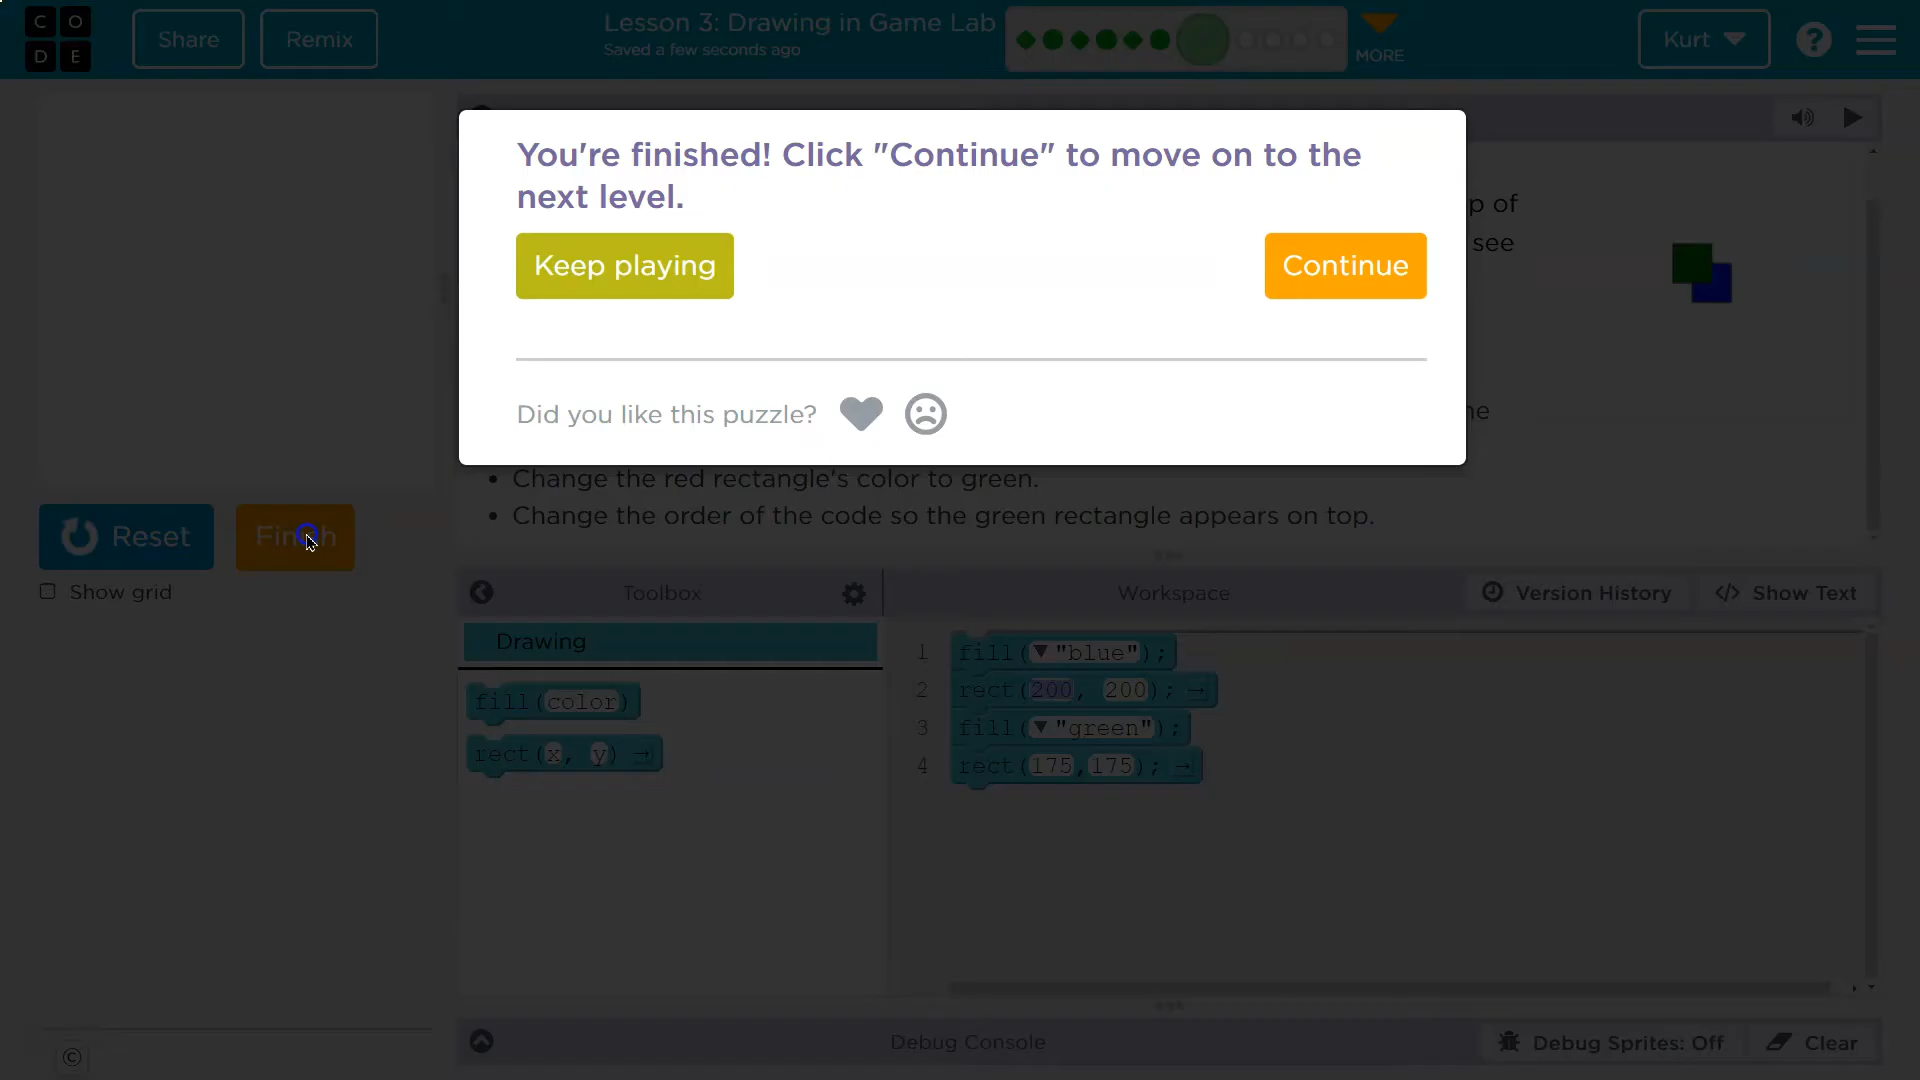 C O
D E
Share
Remix
Lesson 3: Drawing in Game Lab
Saved a few seconds ago
MORE
Kurt
?
You're finished! Click "Continue" to move on to the
next level.
Keep playing
Continue
Did you like this puzzle?
p of
see
he
• Change the red rectangle's color to green.
• Change the order of the code so the green rectangle appears on top.
Reset
Finish
Show grid
Toolbox
Workspace
Version History
</> Show Text
Drawing
fill(color)
rect(x, y)
1 fill("blue");
2 rect(200, 200);
3 fill("green");
4 rect(175,175);
Debug Console
Debug Sprites: Off
Clear
©